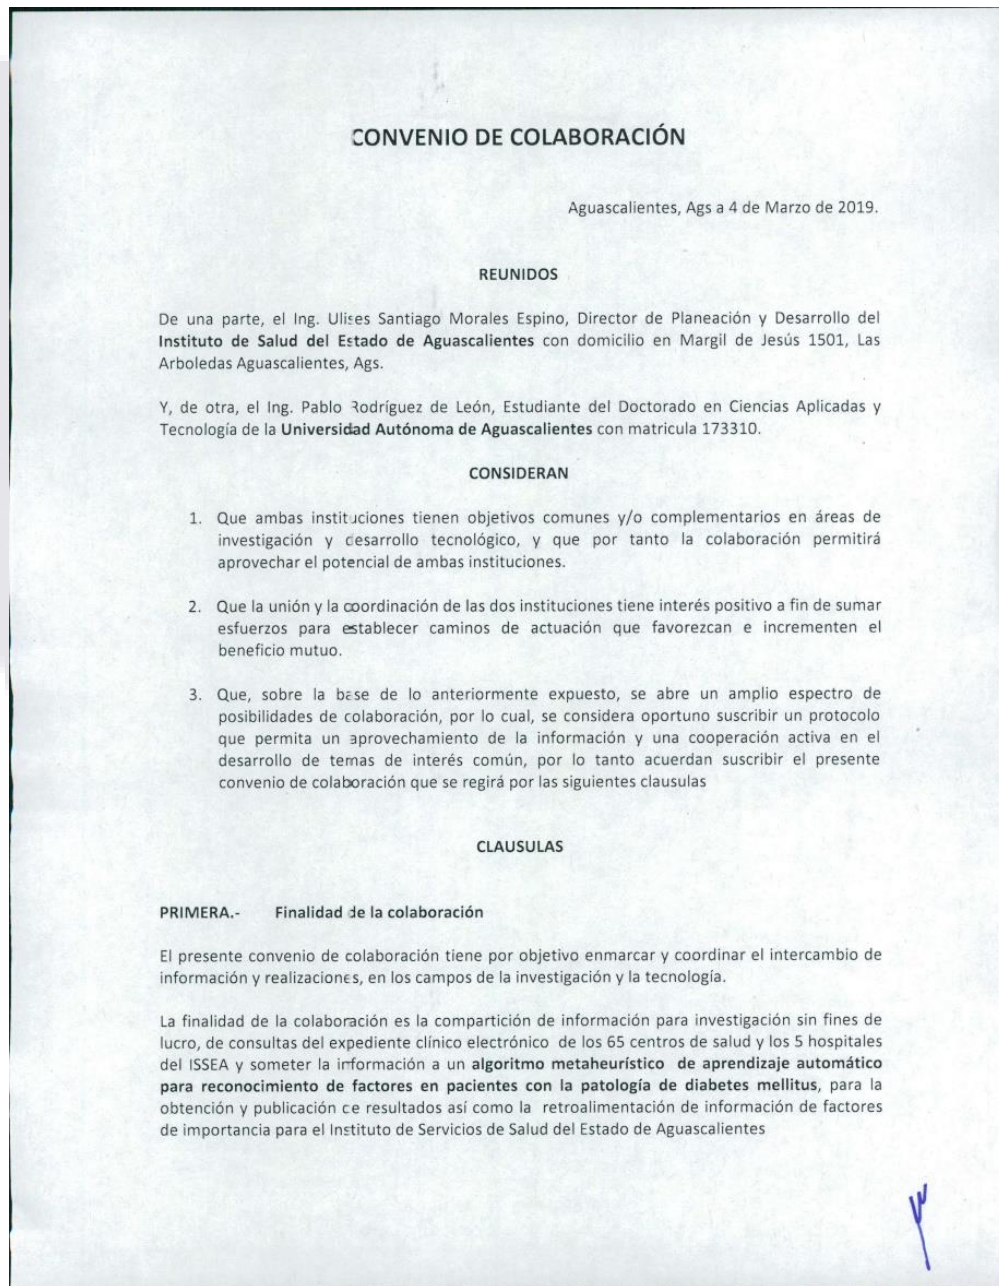 CONVENIO DE COLABORACIÓN
Aguascalientes, Ags a 4 de Marzo de 2019.
REUNIDOS
De una parte, el Ing. Ulises Santiago Morales Espino, Director de Planeación y Desarrollo del
Instituto de Salud del Estado de Aguascalientes con domicilio en Margil de Jesús 1501, Las
Arboledas Aguascalientes, Ags.
Y, de otra, el Ing. Pablo Rodríguez de León, Estudiante del Doctorado en Ciencias Aplicadas y
Tecnología de la Universidad Autónoma de Aguascalientes con matricula 173310.
CONSIDERAN
1. Que ambas instituciones tienen objetivos comunes y/o complementarios en áreas de
investigación y desarrollo tecnológico, y que por tanto la colaboración permitirá
aprovechar el potencial de ambas instituciones.
2. Que la unión y la coordinación de las dos instituciones tiene interés positivo a fin de sumar
esfuerzos para establecer caminos de actuación que favorezcan e incrementen el
beneficio mutuo.
3. Que, sobre la base de lo anteriormente expuesto, se abre un amplio espectro de
posibilidades de colaboración, por lo cual, se considera oportuno suscribir un protocolo
que permita un aprovechamiento de la información y una cooperación activa en el
desarrollo de temas de interés común, por lo tanto acuerdan suscribir el presente
convenio de colaboración que se regirá por las siguientes clausulas
CLAUSULAS
PRIMERA.- Finalidad de la colaboración
El presente convenio de colaboración tiene por objetivo enmarcar y coordinar el intercambio de
información y realizaciones, en los campos de la investigación y la tecnología.
La finalidad de la colaboración es la compartición de información para investigación sin fines de
lucro, de consultas del expediente clínico electrónico de los 65 centros de salud y los 5 hospitales
del ISSEA y someter la información a un algoritmo metaheurístico de aprendizaje automático
para reconocimiento de factores en pacientes con la patología de diabetes mellitus, para la
obtención y publicación de resultados así como la retroalimentación de información de factores
de importancia para el Instituto de Servicios de Salud del Estado de Aguascalientes